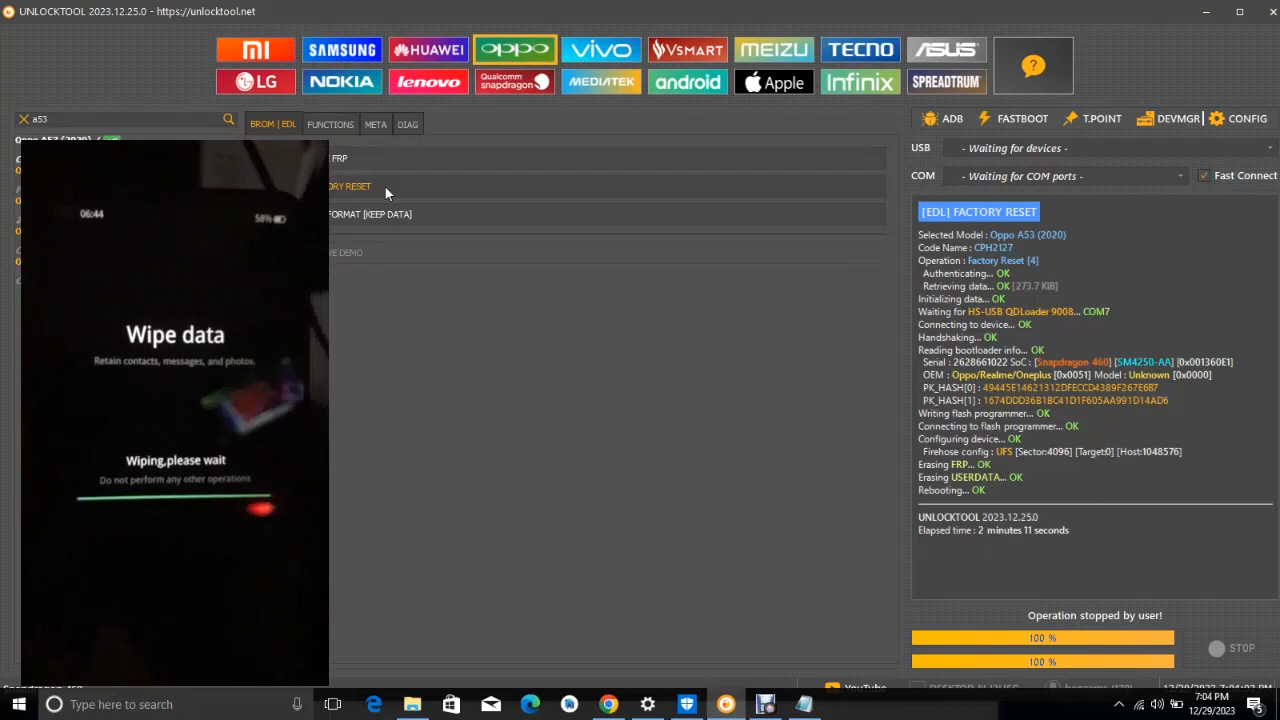 UNLOCKTOOL 2023.12.25.0 - https://unlocktool.net
MI SAMSUNG HUAWEI OPPO VIVO VSMART MEIZU TECNO ASUS ?
LG NOKIA lenovo Qualcomm snapdragon MEDIATEK android Apple Infinix SPREADTRUM
a53
BROM | EDL FUNCTIONS META DIAG
ADB FASTBOOT T.POINT DEVMGR CONFIG
USB - Waiting for devices -
COM - Waiting for COM ports - Fast Connect
Oppo A53 (2020)
FRP
ORY RESET
FORMAT [KEEP DATA]
VE DEMO
06:44 58%
Wipe data
Retain contacts, messages, and photos.
Wiping,please wait
Do not perform any other operations
[EDL] FACTORY RESET
Selected Model : Oppo A53 (2020)
Code Name : CPH2127
Operation : Factory Reset [4]
Authenticating... OK
Retrieving data... OK [273.7 KiB]
Initializing data... OK
Waiting for HS-USB QDLoader 9008... COM7
Connecting to device... OK
Handshaking... OK
Reading bootloader info... OK
Serial : 2628661022 SoC : [Snapdragon 460] [SM4250-AA] [0x001360E1]
OEM : Oppo/Realme/Oneplus [0x0051] Model : Unknown [0x0000]
PK_HASH[0] : 49445E14621312DFECCD4389F267E6B7
PK_HASH[1] : 1674DDD36B1BC41D1F605AA991D14AD6
Writing flash programmer... OK
Connecting to flash programmer... OK
Configuring device... OK
Firehose config : UFS [Sector:4096] [Target:0] [Host:1048576]
Erasing FRP... OK
Erasing USERDATA... OK
Rebooting... OK
UNLOCKTOOL 2023.12.25.0
Elapsed time : 2 minutes 11 seconds
Operation stopped by user!
100 %
100 %
STOP
YouTube
Type here to search
7:04 PM
12/29/2023
5